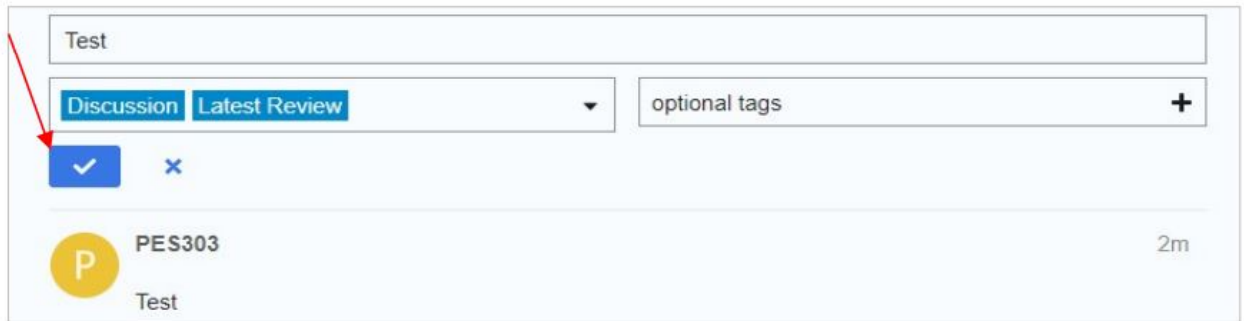 Test
Discussion Latest Review optional tags +
P
PES303 2m
Test